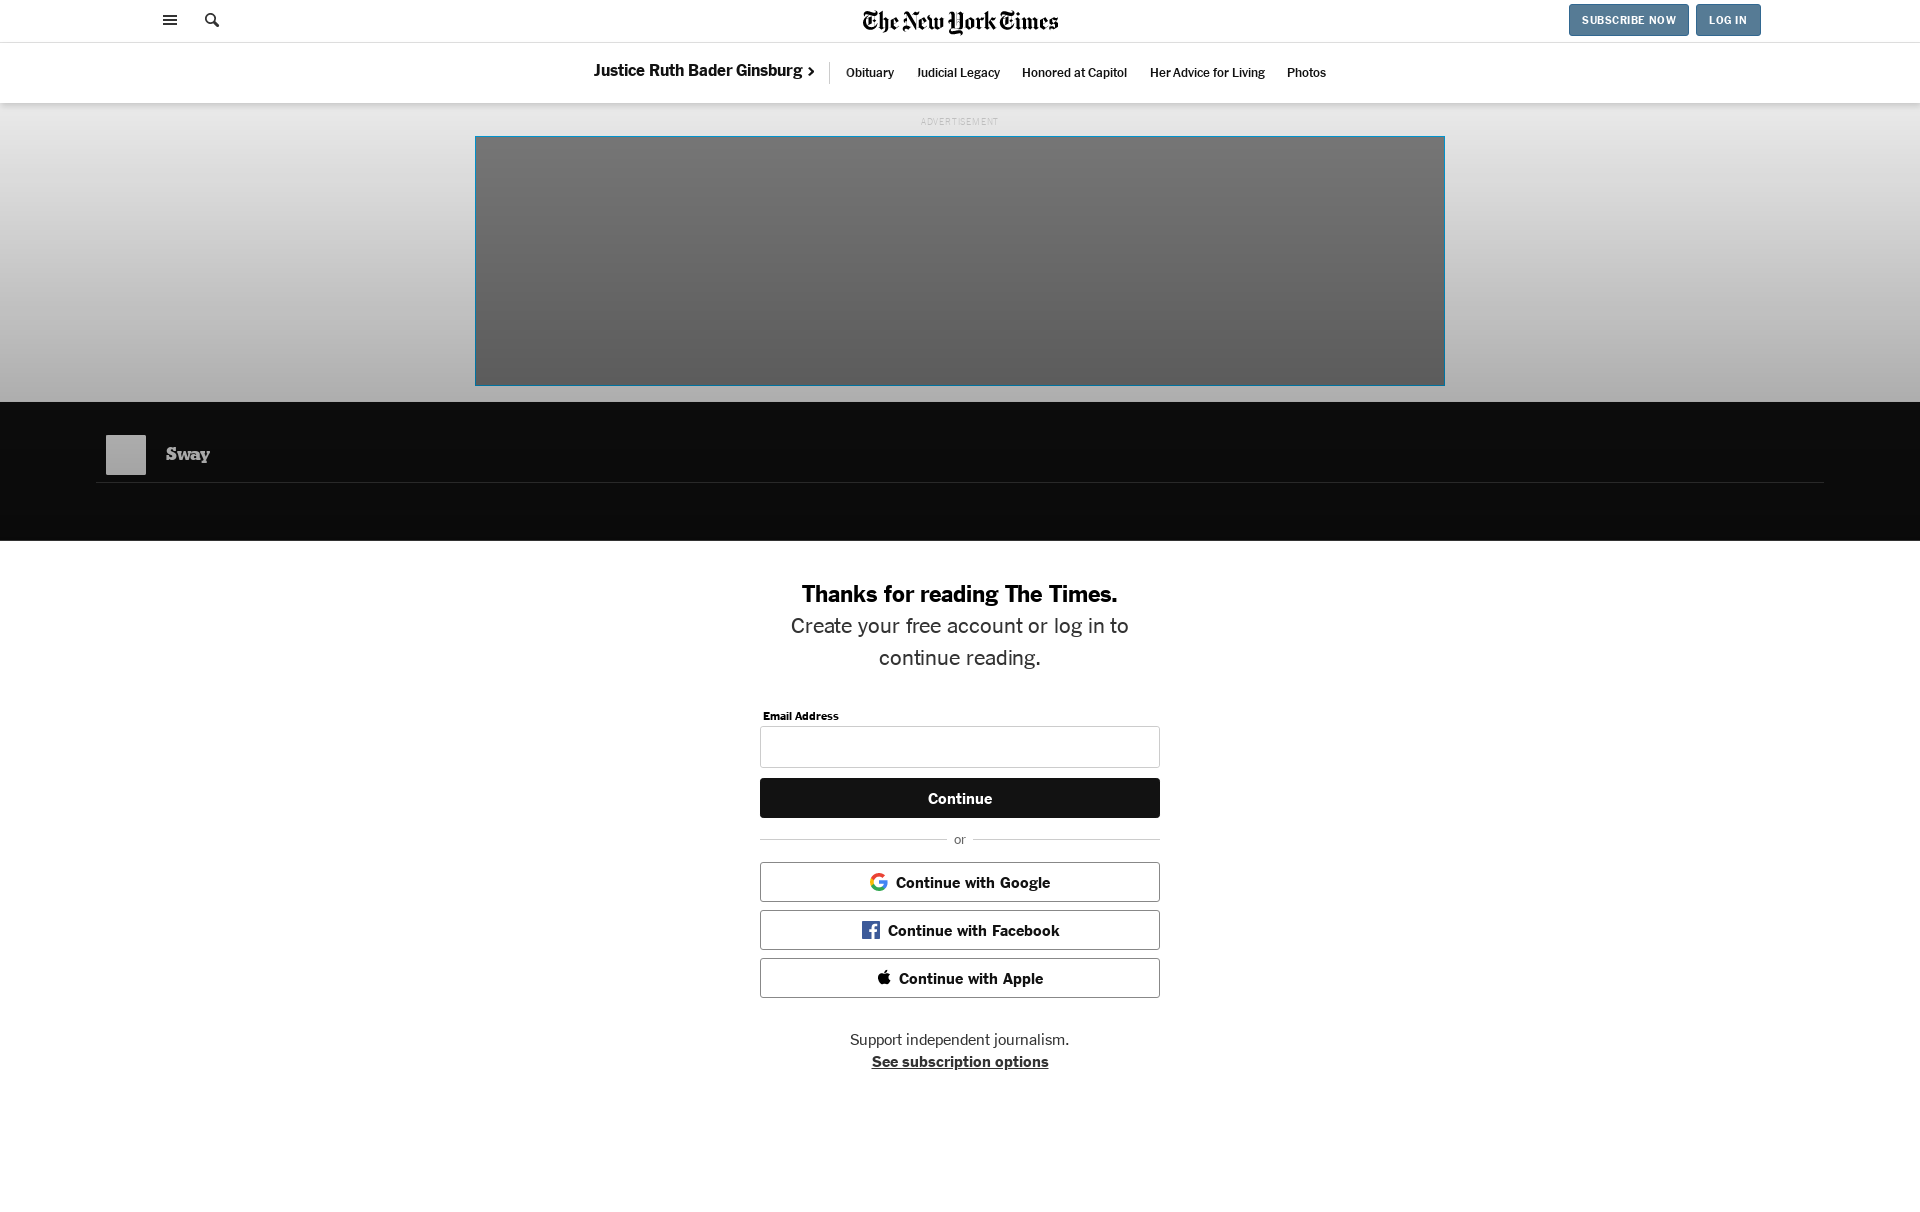 The New York Times
SUBSCRIBE NOW
LOG IN
Justice Ruth Bader Ginsburg
Obituary
Judicial Legacy
Honored at Capitol
Her Advice for Living
Photos
ADVERTISEMENT
Sway
Thanks for reading The Times.
Create your free account or log in to
continue reading.
Email Address
Continue
or
Continue with Google
Continue with Facebook
Continue with Apple
Support independent journalism.
See subscription options